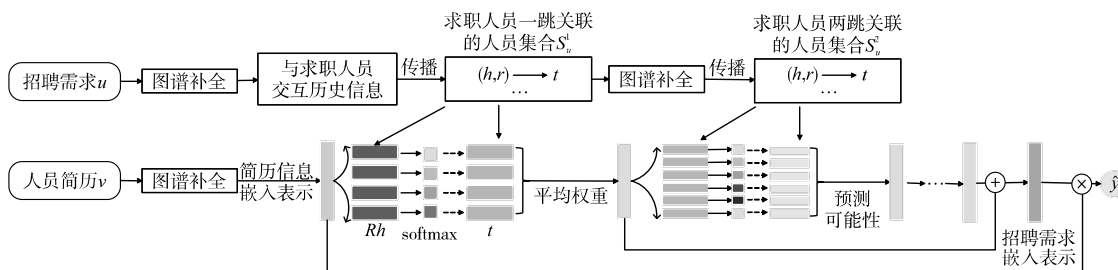 求职人员一跳关联
的人员集合S_u^1
求职人员两跳关联
的人员集合S_u^2
招聘需求u
图谱补全
与求职人员
交互历史信息
传播
(h,r) → t
…
图谱补全
传播
(h,r) → t
…
人员简历v
图谱补全
简历信息
嵌入表示
Rh
softmax
t
平均权重
预测
可能性
…
+
招聘需求
嵌入表示
×
ŷ